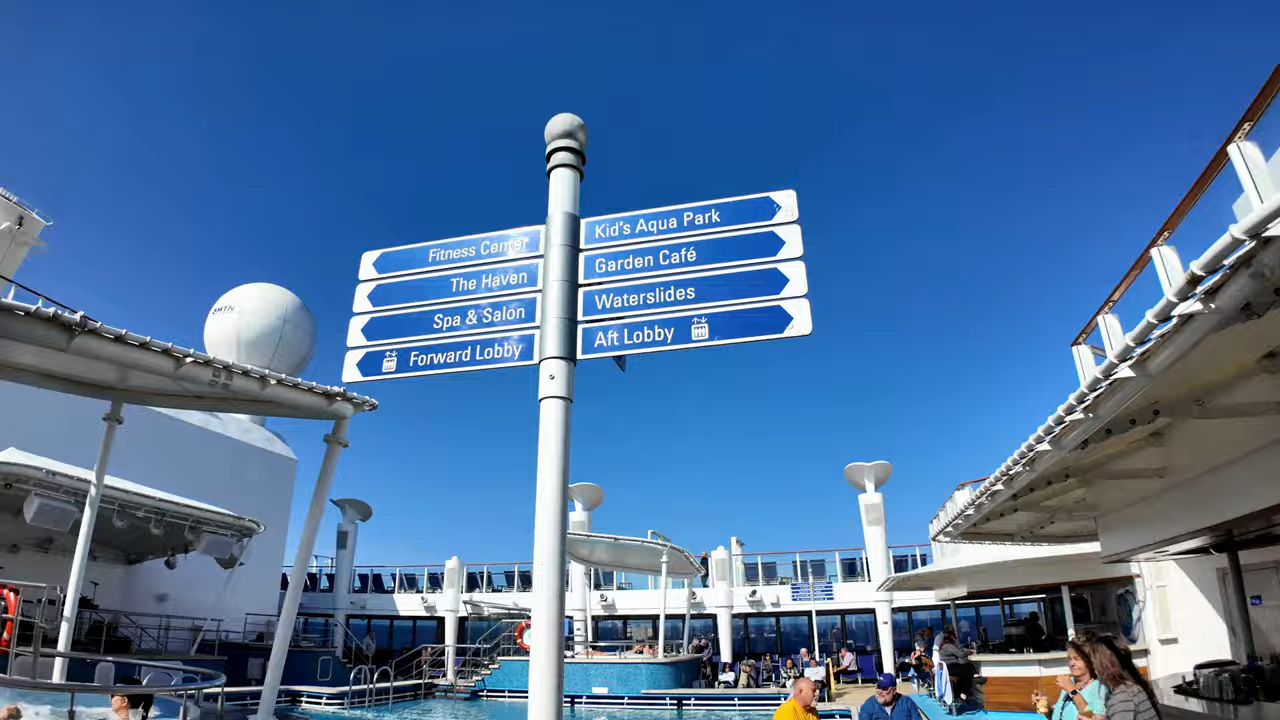 Fitness Center
The Haven
Spa & Salon
Forward Lobby
Kid's Aqua Park
Garden Café
Waterslides
Aft Lobby